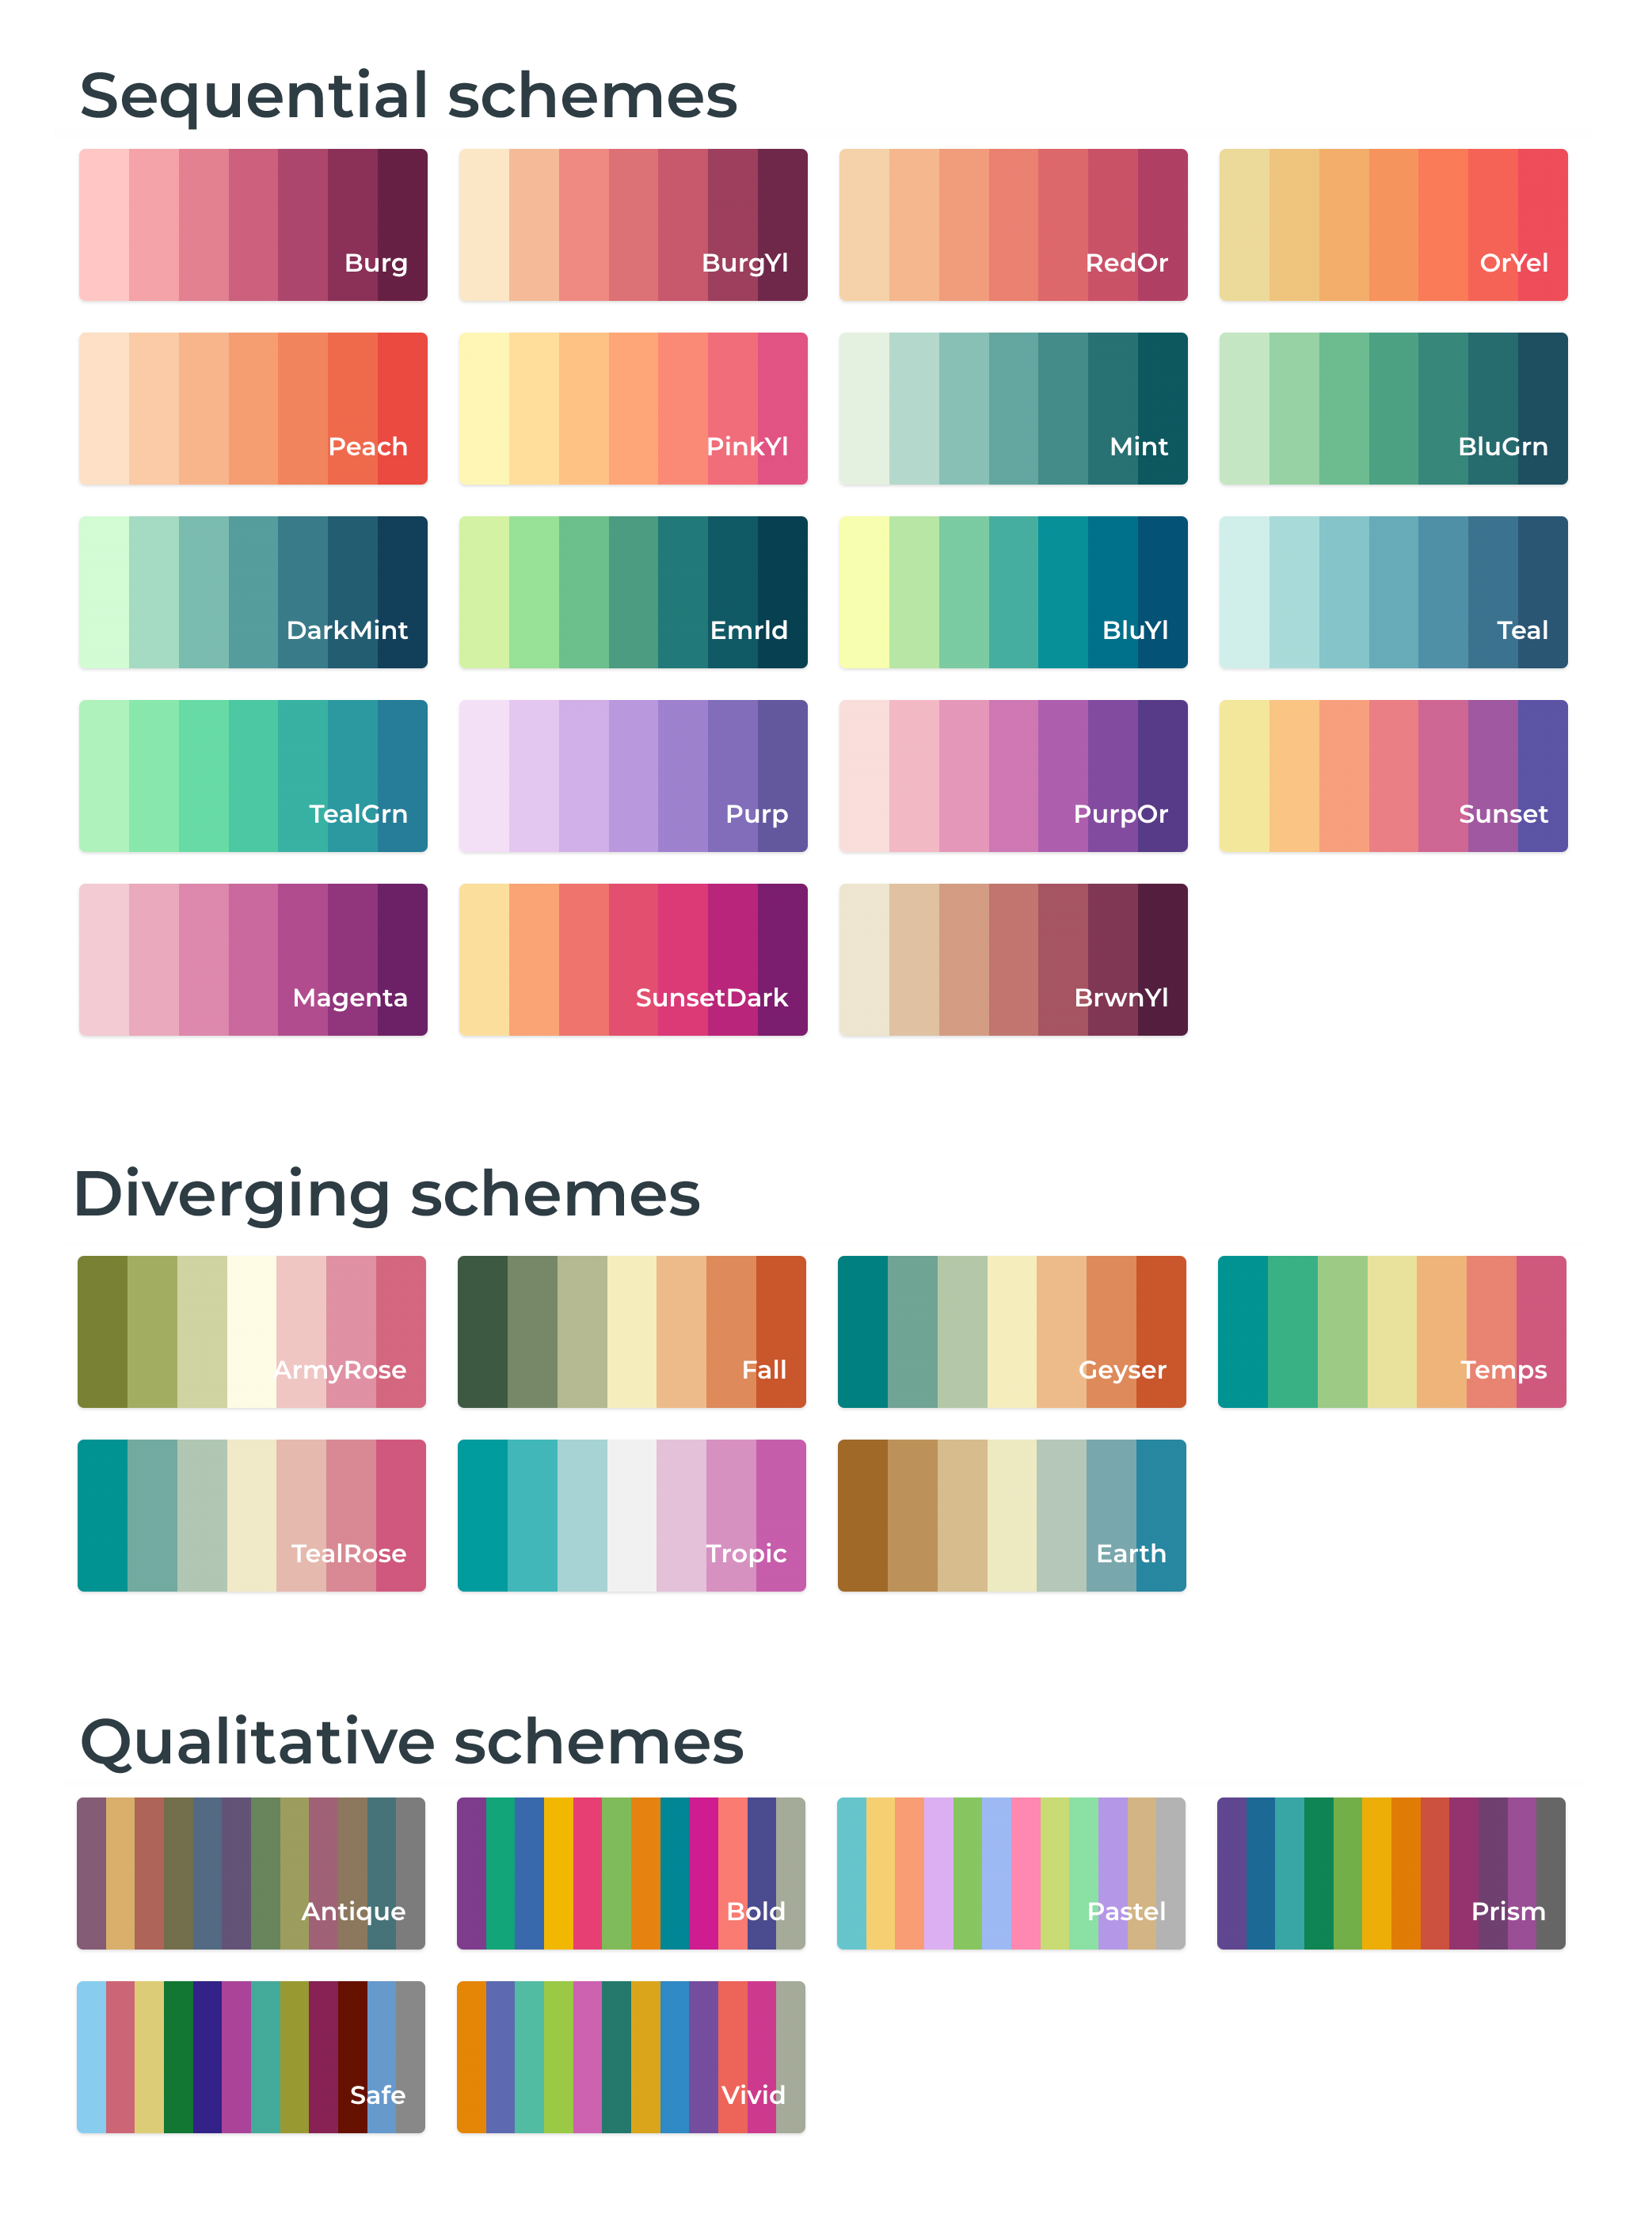 Sequential schemes
Burg
BurgYl
RedOr
OrYel
Peach
PinkYl
Mint
BluGrn
DarkMint
Emrld
BluYl
Teal
TealGrn
Purp
PurpOr
Sunset
Magenta
SunsetDark
BrwnYl
Diverging schemes
ArmyRose
Fall
Geyser
Temps
TealRose
Tropic
Earth
Qualitative schemes
Antique
Bold
Pastel
Prism
Safe
Vivid